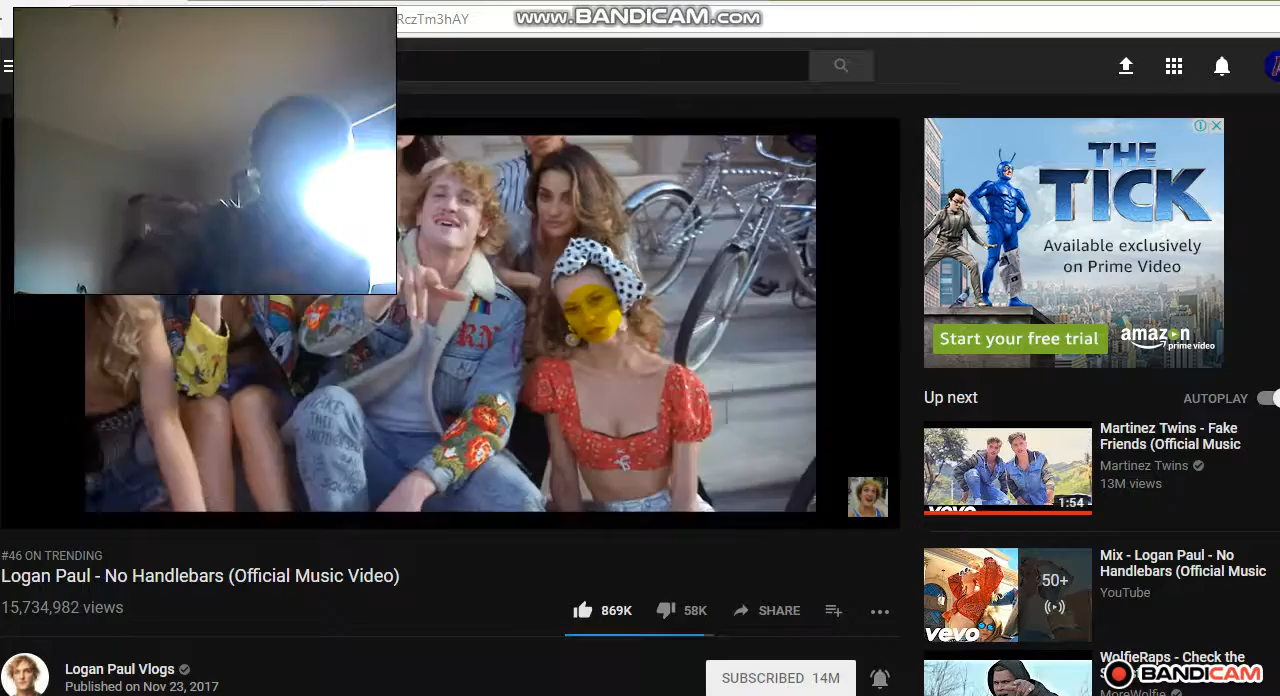 RczTm3hAY
www.BANDICAM.com
THE
TICK
Available exclusively
on Prime Video
Start your free trial
amazon
prime video
Up next
AUTOPLAY
Martinez Twins - Fake
Friends (Official Music
Martinez Twins
13M views
1:54
vevo
#46 ON TRENDING
Logan Paul - No Handlebars (Official Music Video)
15,734,982 views
869K
58K
SHARE
Mix - Logan Paul - No
Handlebars (Official Music
YouTube
50+
vevo
Logan Paul Vlogs
Published on Nov 23, 2017
SUBSCRIBED 14M
WolfieRaps - Check the
MoreWolfie
BANDICAM